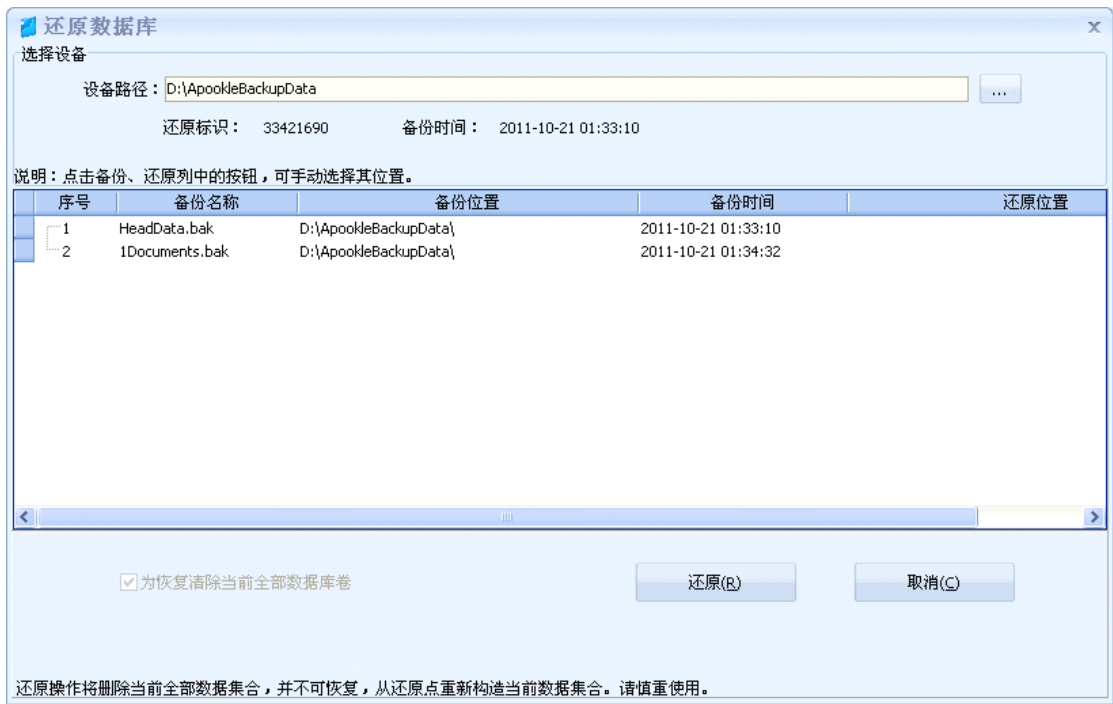 还原数据库
选择设备
设备路径：D:\ApookleBackupData ...
还原标识： 33421690 备份时间： 2011-10-21 01:33:10
说明：点击备份、还原列中的按钮，可手动选择其位置。
序号 备份名称 备份位置 备份时间 还原位置
1 HeadData.bak D:\ApookleBackupData\ 2011-10-21 01:33:10
2 1Documents.bak D:\ApookleBackupData\ 2011-10-21 01:34:32
为恢复清除当前全部数据库卷 还原(R) 取消(C)
还原操作将删除当前全部数据集合，并不可恢复，从还原点重新构造当前数据集合。请慎重使用。